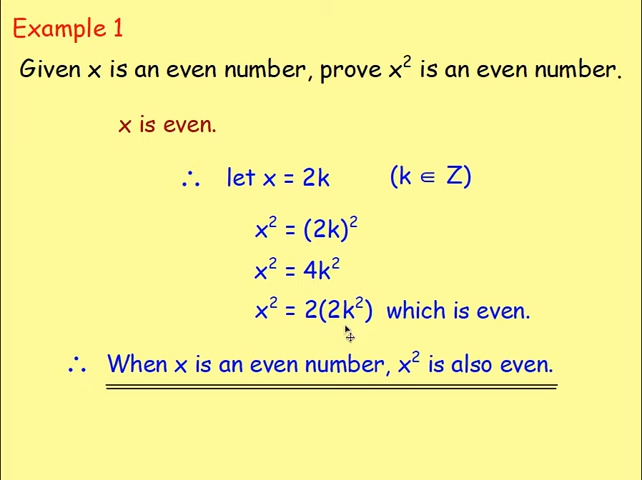 Example 1
Given x is an even number, prove x² is an even number.
x is even.
∴ let x = 2k (k ∈ Z)
x² = (2k)²
x² = 4k²
x² = 2(2k²) which is even.
∴ When x is an even number, x² is also even.